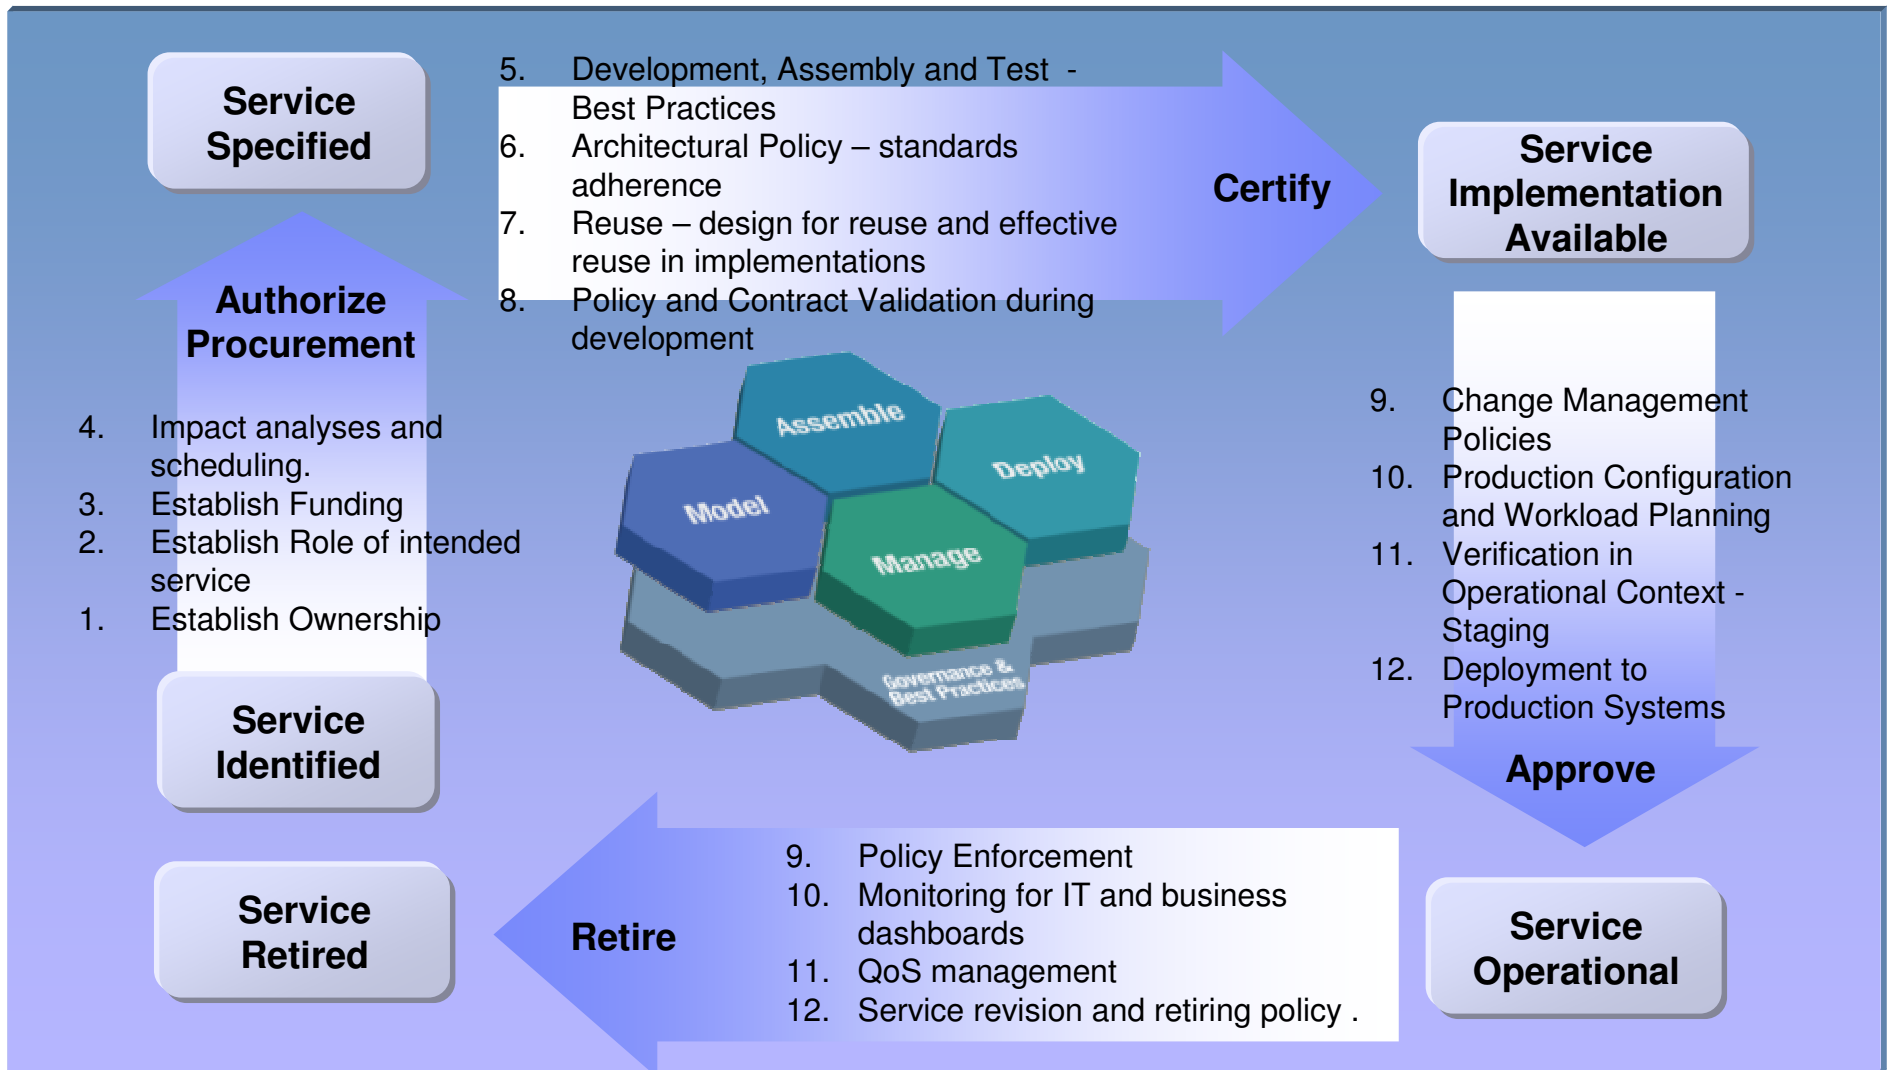 Service
Specified
5. Development, Assembly and Test -
Best Practices
6. Architectural Policy – standards
adherence
7. Reuse – design for reuse and effective
reuse in implementations
8. Policy and Contract Validation during
development
Certify
Service
Implementation
Available
Authorize
Procurement
4. Impact analyses and
scheduling.
3. Establish Funding
2. Establish Role of intended
service
1. Establish Ownership
Assemble
Deploy
Model
Manage
Governance &
Best Practices
9. Change Management
Policies
10. Production Configuration
and Workload Planning
11. Verification in
Operational Context -
Staging
12. Deployment to
Production Systems
Approve
Service
Identified
Service
Retired
Retire
9. Policy Enforcement
10. Monitoring for IT and business
dashboards
11. QoS management
12. Service revision and retiring policy .
Service
Operational